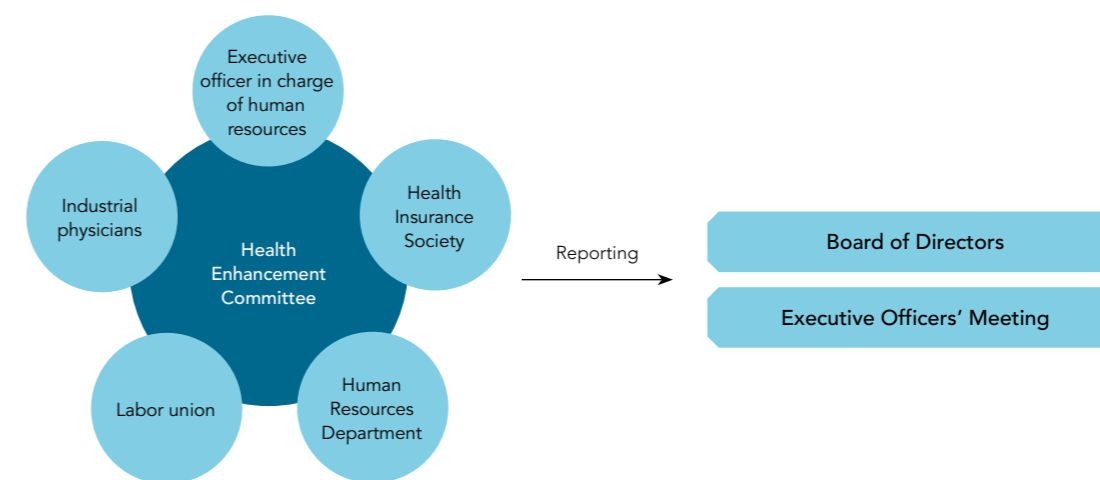 Executive
officer in charge
of human
resources
Industrial
physicians
Health
Insurance
Society
Health
Enhancement
Committee
Labor union
Human
Resources
Department
Reporting
Board of Directors
Executive Officers’ Meeting